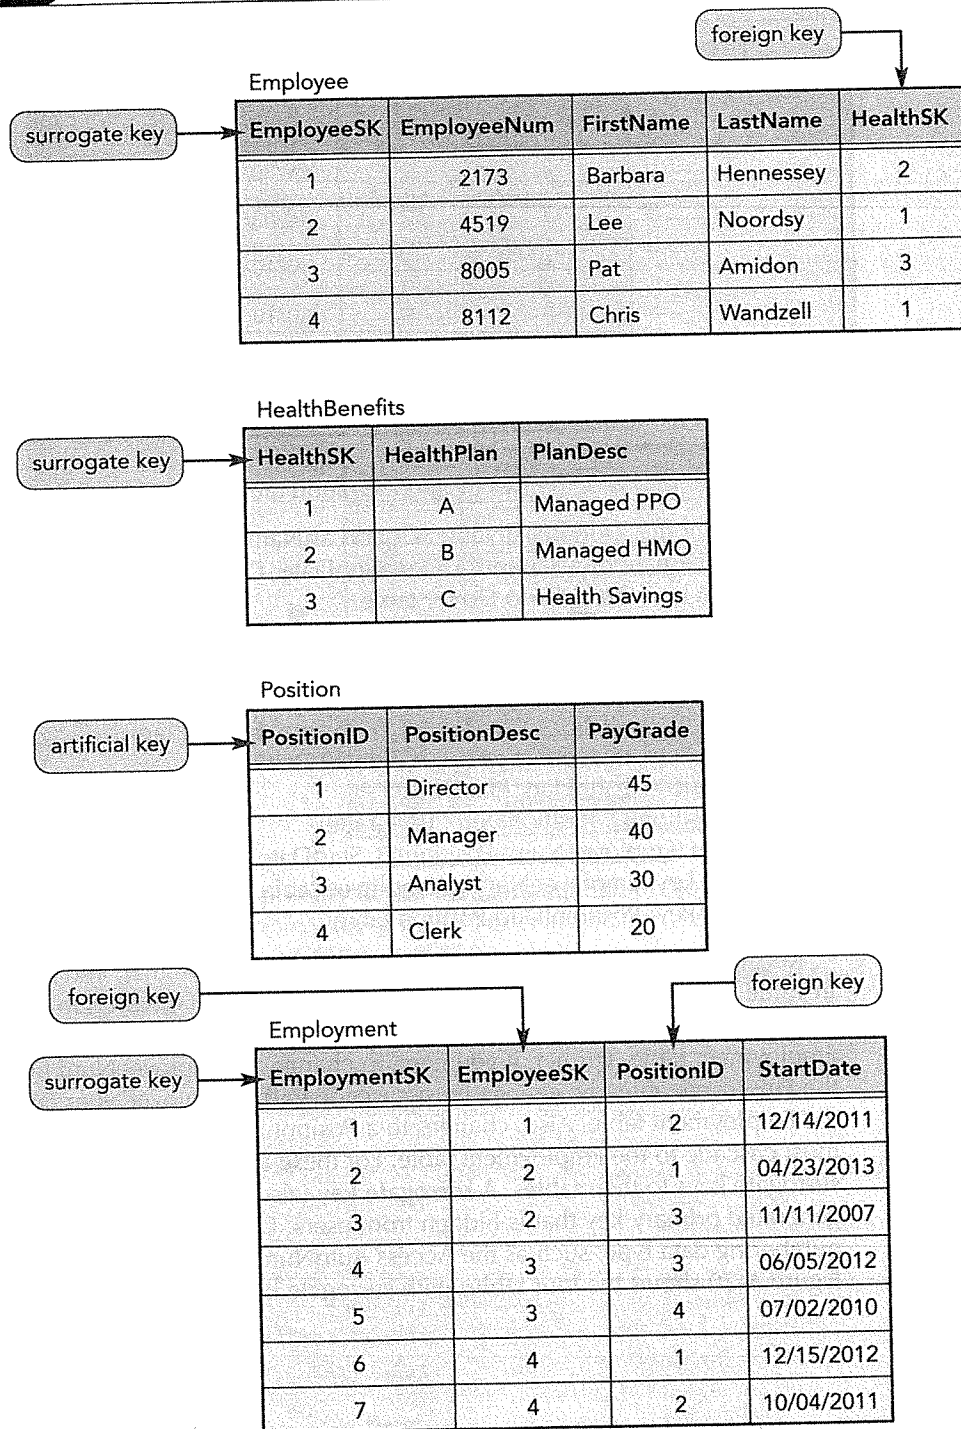 foreign key
Employee
surrogate key
EmployeeSK EmployeeNum FirstName LastName HealthSK
1 2173 Barbara Hennessey 2
2 4519 Lee Noordsy 1
3 8005 Pat Amidon 3
4 8112 Chris Wandzell 1
HealthBenefits
surrogate key
HealthSK HealthPlan PlanDesc
1 A Managed PPO
2 B Managed HMO
3 C Health Savings
Position
artificial key
PositionID PositionDesc PayGrade
1 Director 45
2 Manager 40
3 Analyst 30
4 Clerk 20
foreign key
foreign key
Employment
surrogate key
EmploymentSK EmployeeSK PositionID StartDate
1 1 2 12/14/2011
2 2 1 04/23/2013
3 2 3 11/11/2007
4 3 3 06/05/2012
5 3 4 07/02/2010
6 4 1 12/15/2012
7 4 2 10/04/2011